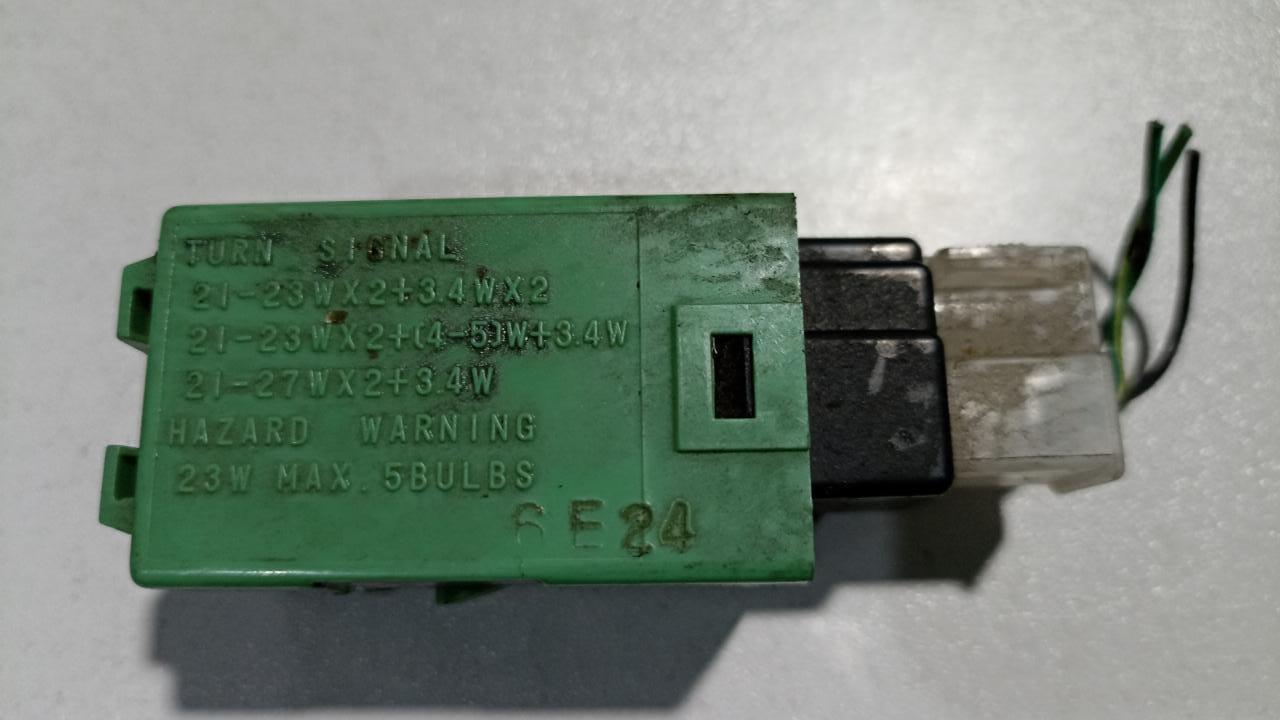 TURN SIGNAL
21-23WX2+3.4WX2
21-23WX2+(4-5)W+3.4W
21-27WX2+3.4W
HAZARD WARNING
23W MAX. 5BULBS
6E24